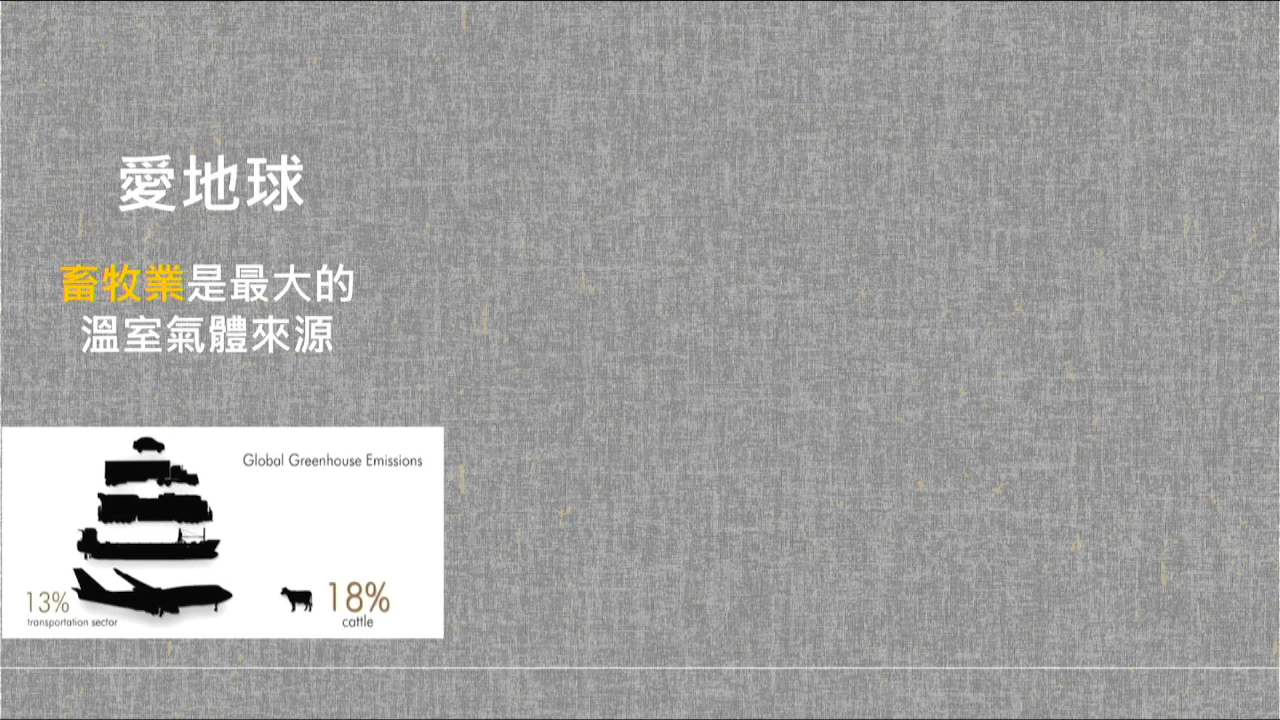 愛地球
畜牧業是最大的
溫室氣體來源
Global Greenhouse Emissions
13%
transportation sector
18%
cattle